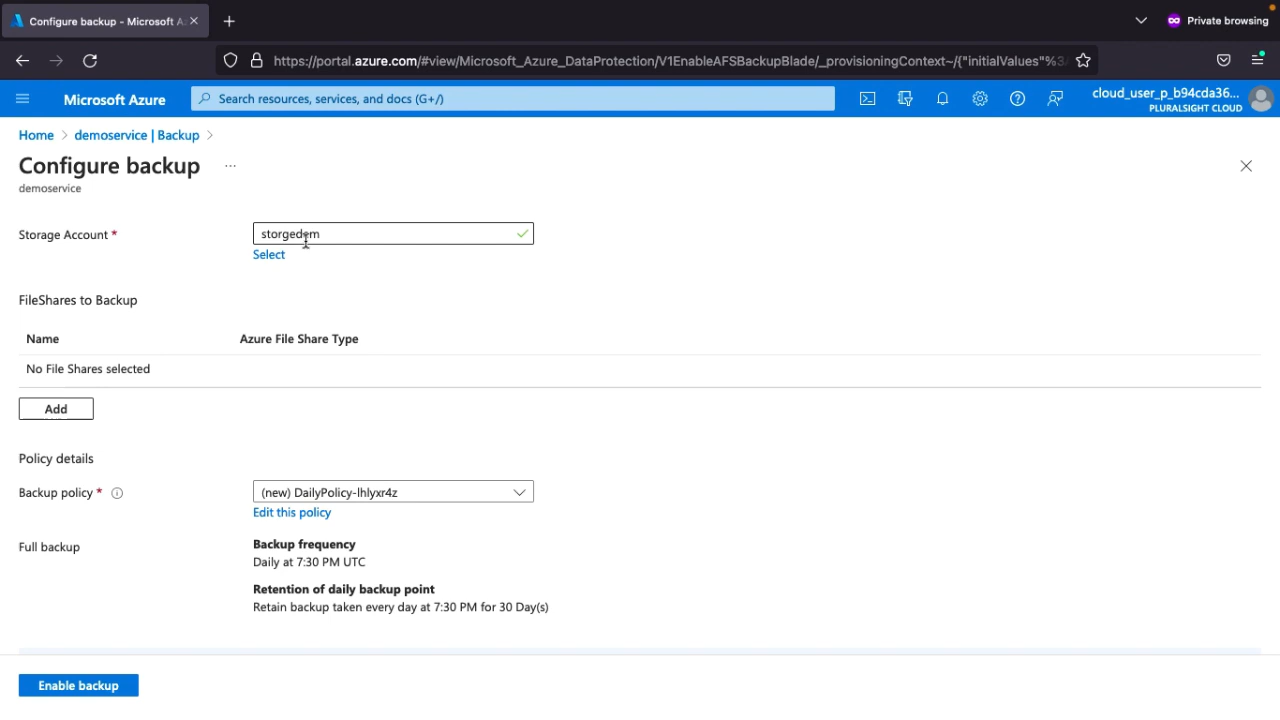 Configure backup - Microsoft A
Private browsing
https://portal.azure.com/#view/Microsoft_Azure_DataProtection/V1EnableAFSBackupBlade/_provisioningContext~/{"initialValues"%3
Microsoft Azure
Search resources, services, and docs (G+/)
cloud_user_p_b94cda36...
PLURALSIGHT CLOUD
Home > demoservice | Backup >
Configure backup ...
demoservice
Storage Account *
storgedem
Select
FileShares to Backup
Name Azure File Share Type
No File Shares selected
Add
Policy details
Backup policy *
(new) DailyPolicy-lhlyxr4z
Edit this policy
Full backup
Backup frequency
Daily at 7:30 PM UTC
Retention of daily backup point
Retain backup taken every day at 7:30 PM for 30 Day(s)
Enable backup